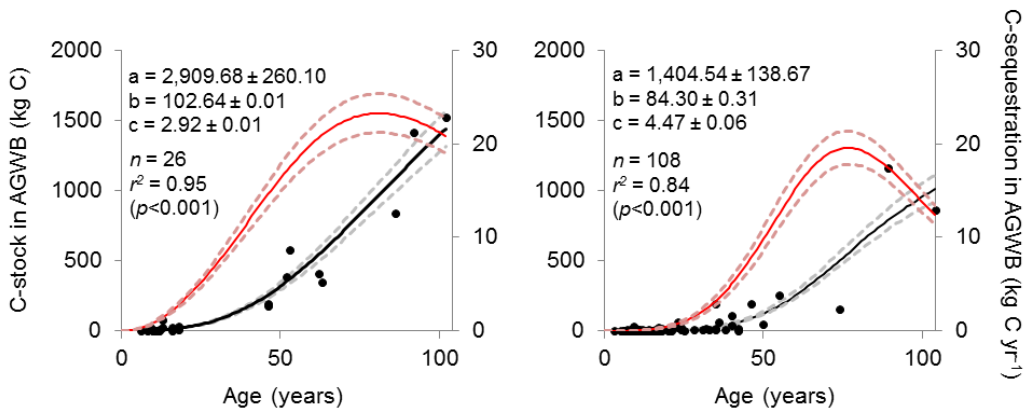 C-stock in AGWB (kg C)
2000
1500
1000
500
0
a = 2,909.68 ± 260.10
b = 102.64 ± 0.01
c = 2.92 ± 0.01
n = 26
r² = 0.95
(p<0.001)
30
20
10
0
0 50 100
Age (years)
2000
1500
1000
500
0
a = 1,404.54 ± 138.67
b = 84.30 ± 0.31
c = 4.47 ± 0.06
n = 108
r² = 0.84
(p<0.001)
30
20
10
0
0 50 100
Age (years)
C-sequestration in AGWB (kg C yr⁻¹)